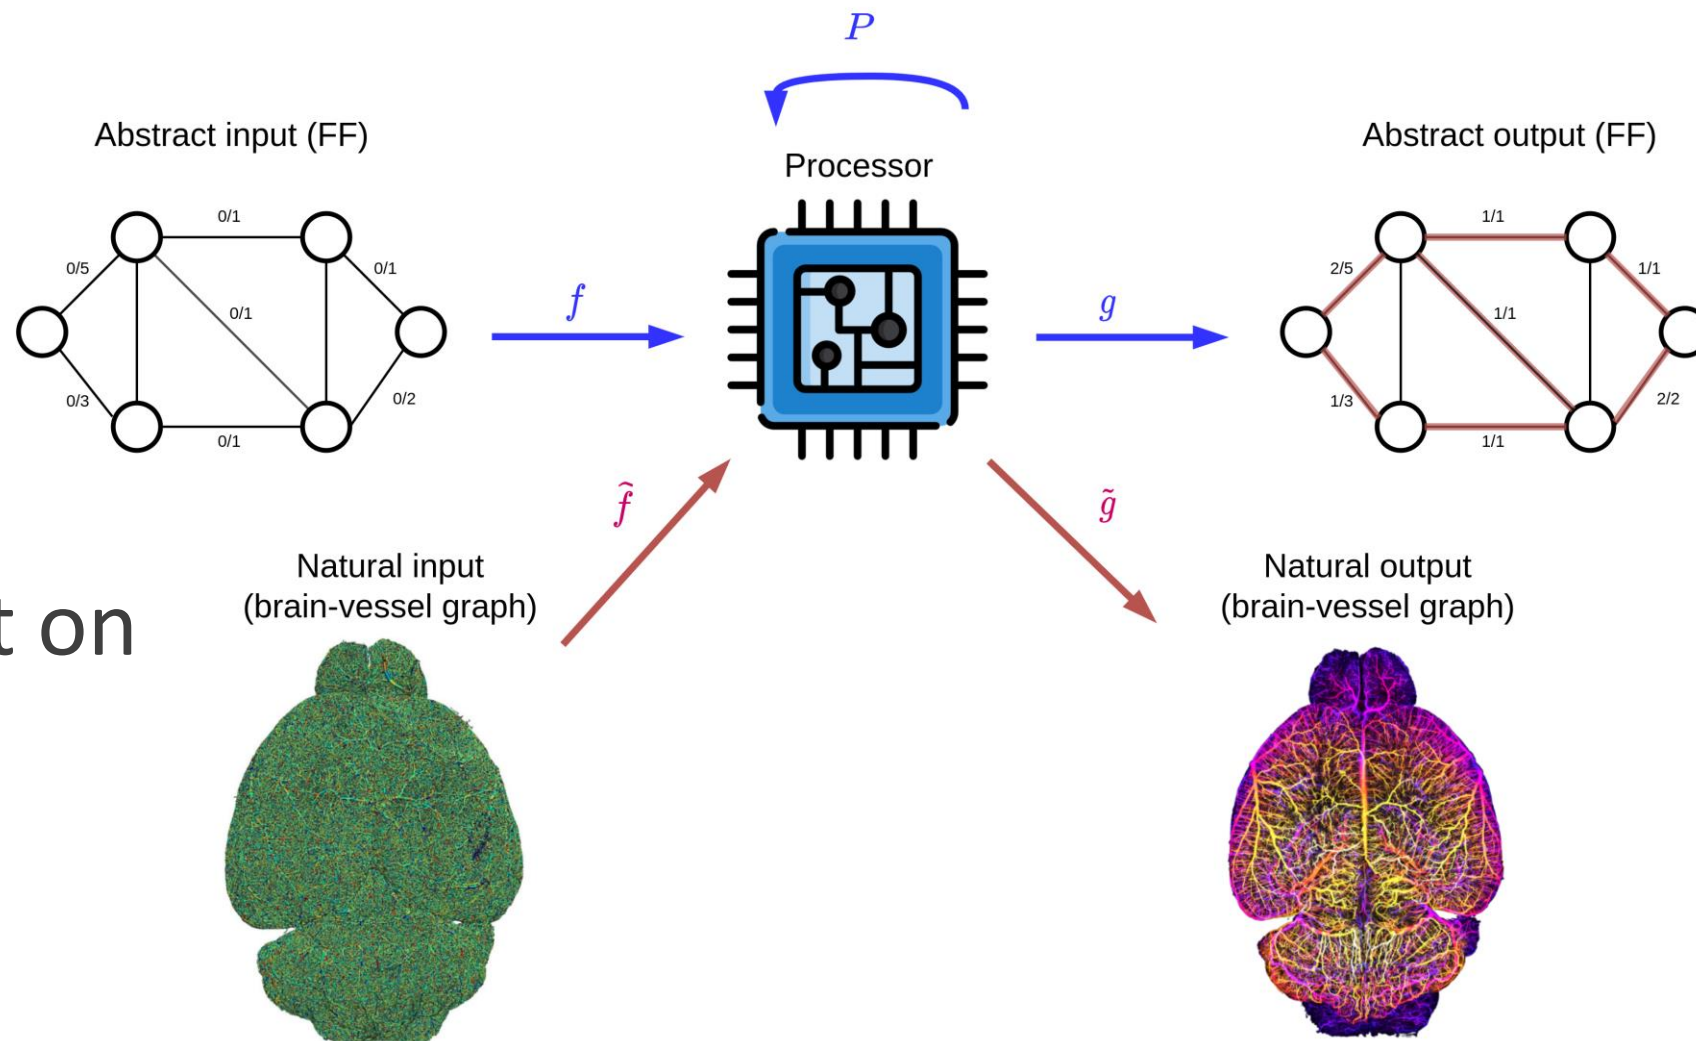 P
Abstract input (FF)
Processor
Abstract output (FF)
0/1
0/5
0/1
0/1
0/3
0/2
0/1
f
g
1/1
2/5
1/1
1/1
1/3
2/2
1/1
f̂
g̃
t on
Natural input
(brain-vessel graph)
Natural output
(brain-vessel graph)